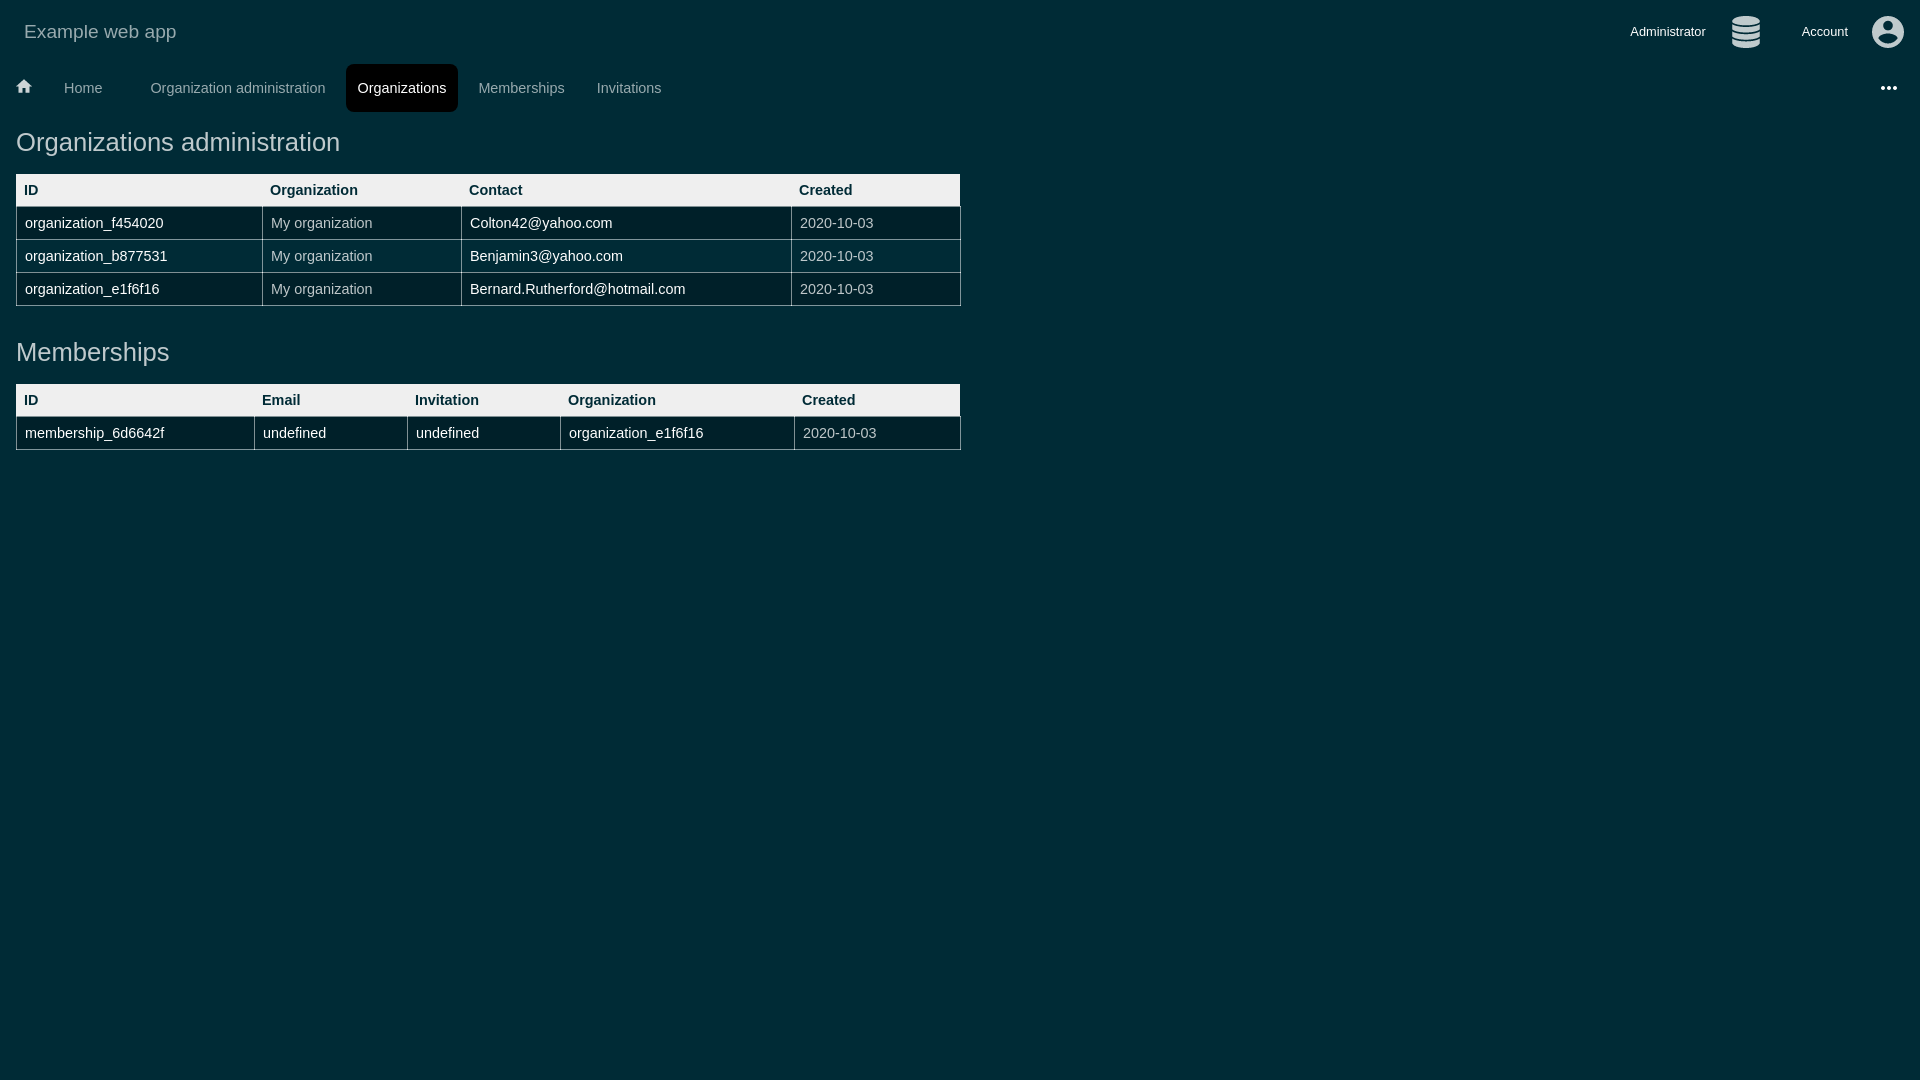 Example web app
Administrator
Account
Home
Organization administration
Organizations
Memberships
Invitations
Organizations administration
ID Organization Contact Created
organization_f454020 My organization Colton42@yahoo.com 2020-10-03
organization_b877531 My organization Benjamin3@yahoo.com 2020-10-03
organization_e1f6f16 My organization Bernard.Rutherford@hotmail.com 2020-10-03
Memberships
ID Email Invitation Organization Created
membership_6d6642f undefined undefined organization_e1f6f16 2020-10-03